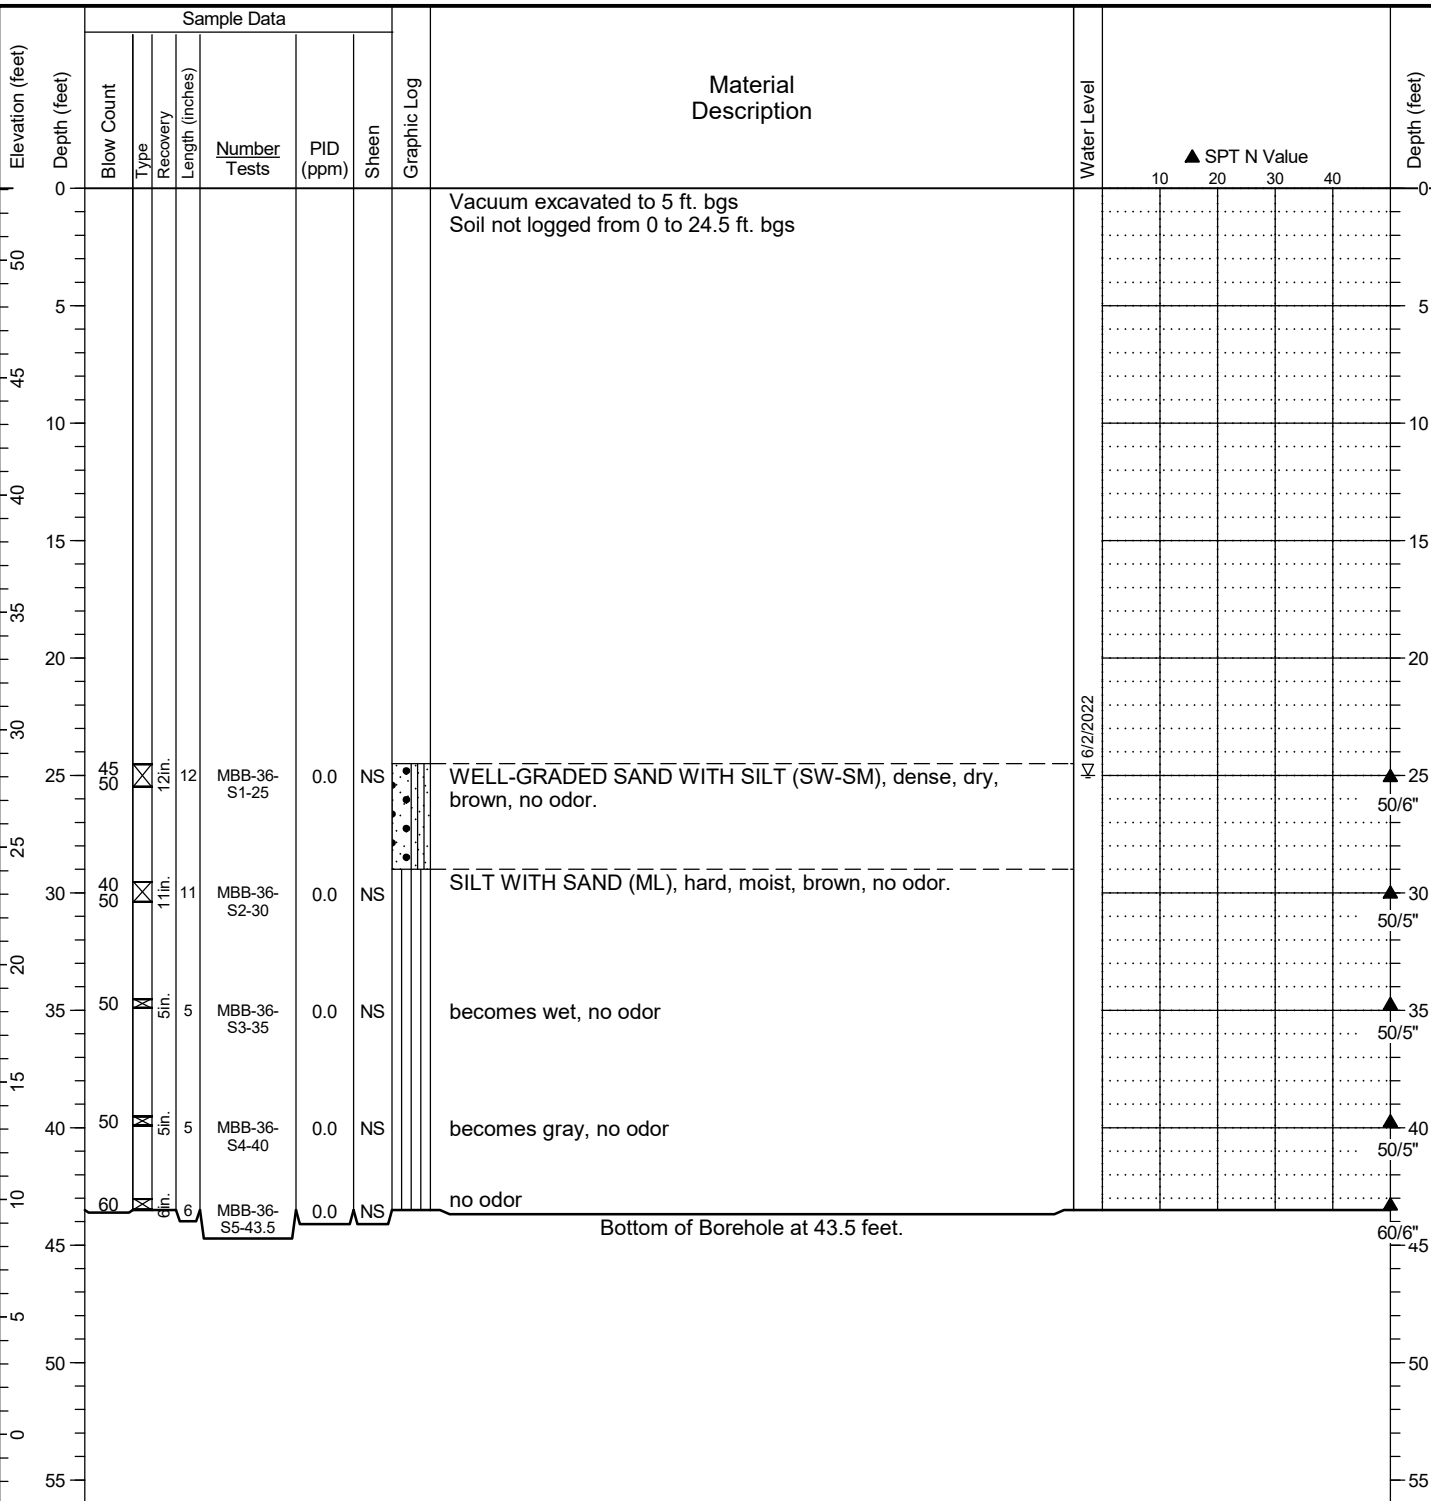 Sample Data
Elevation (feet)
Depth (feet)
Blow Count
Type
Recovery
Length (inches)
Number
Tests
PID
(ppm)
Sheen
Graphic Log
Material
Description
Water Level
▲ SPT N Value
10 20 30 40
Depth (feet)
0 0
Vacuum excavated to 5 ft. bgs
Soil not logged from 0 to 24.5 ft. bgs
50
5 5
45
10 10
40
15 15
35
20 20
30
6/2/2022
45
50
25 12in. 12 MBB-36-
S1-25
0.0 NS
WELL-GRADED SAND WITH SILT (SW-SM), dense, dry,
brown, no odor.
25
50/6"
25
40
50
30 11in. 11 MBB-36-
S2-30
0.0 NS
SILT WITH SAND (ML), hard, moist, brown, no odor.
30
50/5"
20
50
35 5in. 5 MBB-36-
S3-35
0.0 NS
becomes wet, no odor
35
50/5"
15
50
40 5in. 5 MBB-36-
S4-40
0.0 NS
becomes gray, no odor
40
50/5"
10
60 6in. 6 MBB-36-
S5-43.5
0.0 NS
no odor
Bottom of Borehole at 43.5 feet.
60/6"
45 45
5
50 50
0
55 55